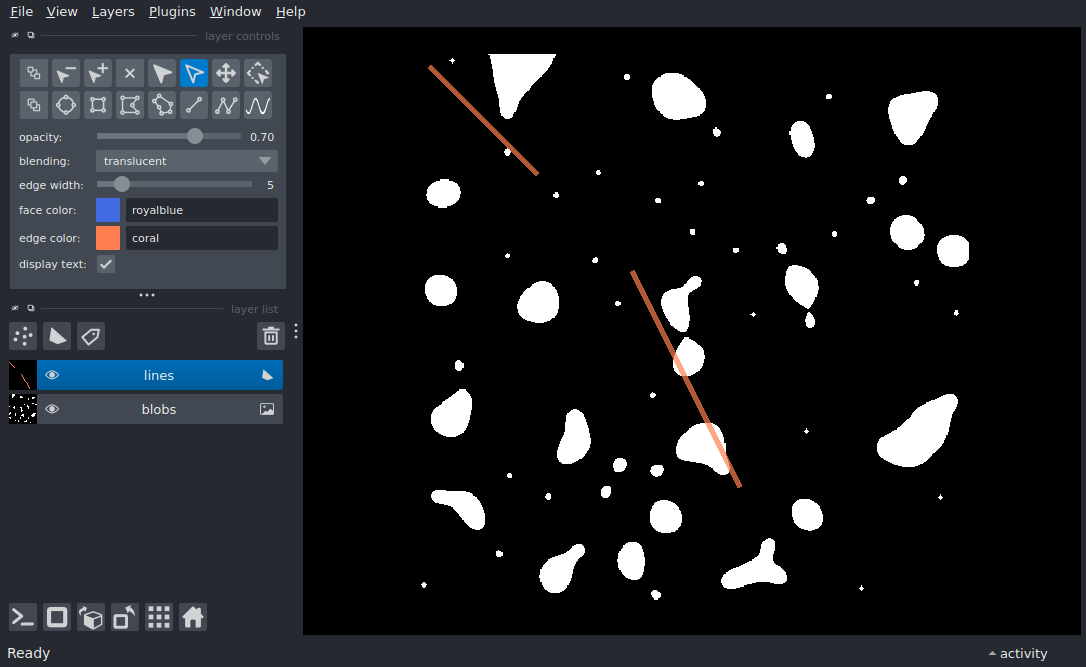 File View Layers Plugins Window Help
layer controls
opacity: 0.70
blending: translucent
edge width: 5
face color: royalblue
edge color: coral
display text:
layer list
lines
blobs
Ready
activity